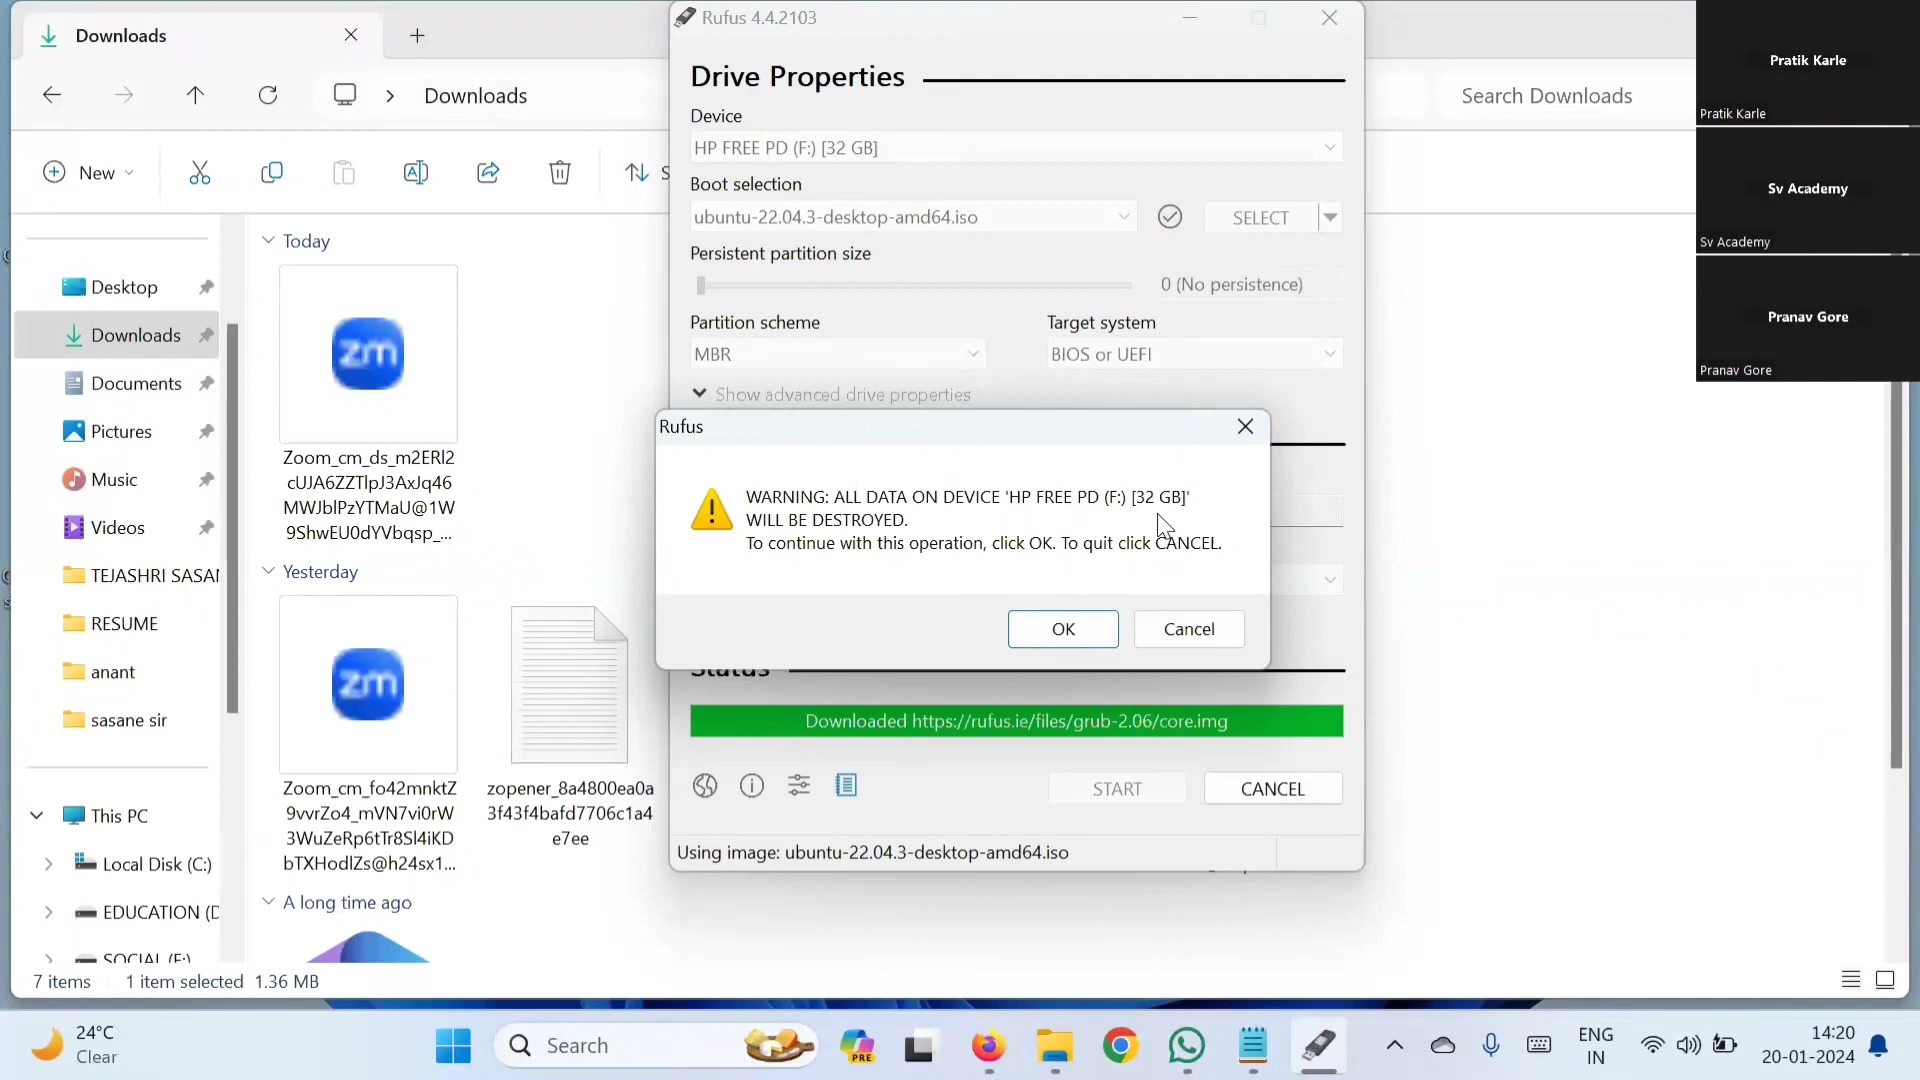 Downloads
Downloads
Search Downloads
New
S
Today
Desktop
Downloads
Documents
Pictures
Music
Videos
TEJASHRI SASAN
RESUME
anant
sasane sir
This PC
Local Disk (C:)
EDUCATION (D
SOCIAL (E:)
zm
Zoom_cm_ds_m2ERl2
cUJA6ZZTlpJ3AxJq46
MWJblPzYTMaU@1W
9ShwEU0dYVbqsp_...
Yesterday
zm
Zoom_cm_fo42mnktZ
9vvrZo4_mVN7vi0rW
3WuZeRp6tTr8Sl4iKD
bTXHodlZs@h24sx1...
zopener_8a4800ea0a
3f43f4bafd7706c1a4
e7ee
A long time ago
7 items
1 item selected 1.36 MB
Rufus 4.4.2103
Drive Properties
Device
HP FREE PD (F:) [32 GB]
Boot selection
ubuntu-22.04.3-desktop-amd64.iso
SELECT
Persistent partition size
0 (No persistence)
Partition scheme
Target system
MBR
BIOS or UEFI
Show advanced drive properties
Rufus
WARNING: ALL DATA ON DEVICE 'HP FREE PD (F:) [32 GB]'
WILL BE DESTROYED.
To continue with this operation, click OK. To quit click CANCEL.
OK
Cancel
Status
Downloaded https://rufus.ie/files/grub-2.06/core.img
START
CANCEL
Using image: ubuntu-22.04.3-desktop-amd64.iso
Pratik Karle
Pratik Karle
Sv Academy
Sv Academy
Pranav Gore
Pranav Gore
24°C
Clear
Search
PRE
ENG
IN
14:20
20-01-2024